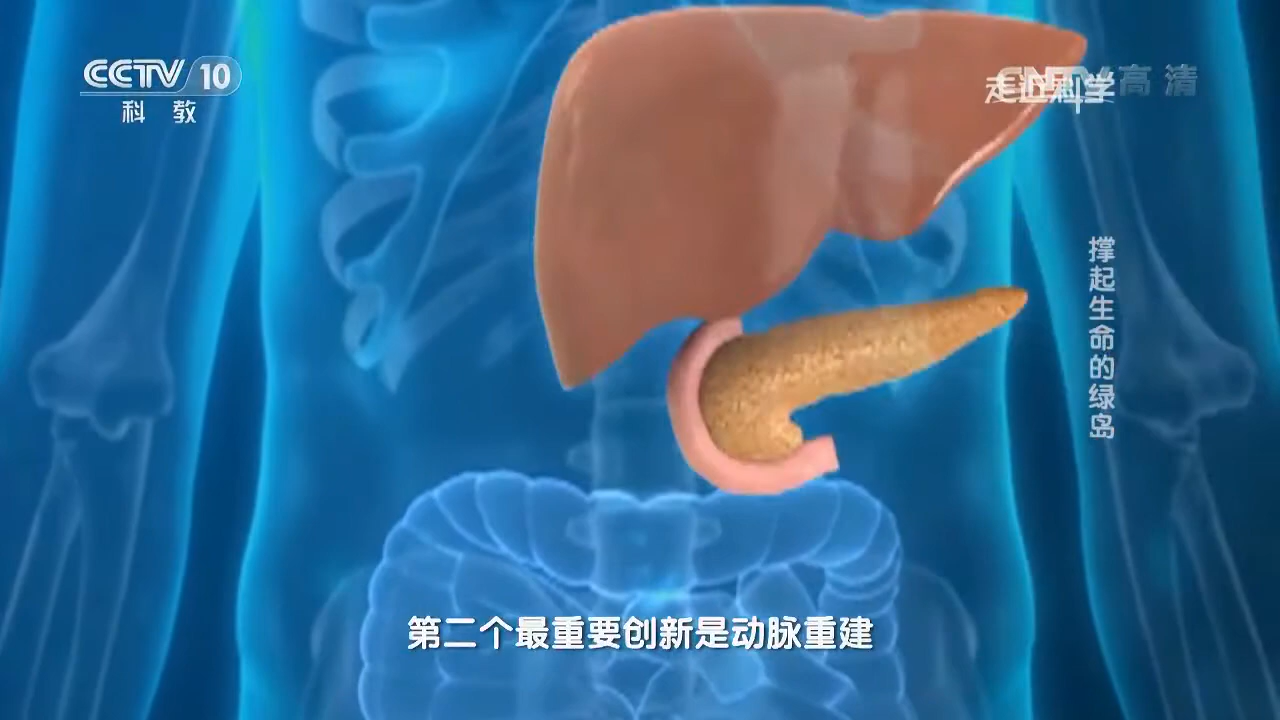 CCTV 10
科教
走近科学
高清
撑起生命的绿岛
第二个最重要创新是动脉重建